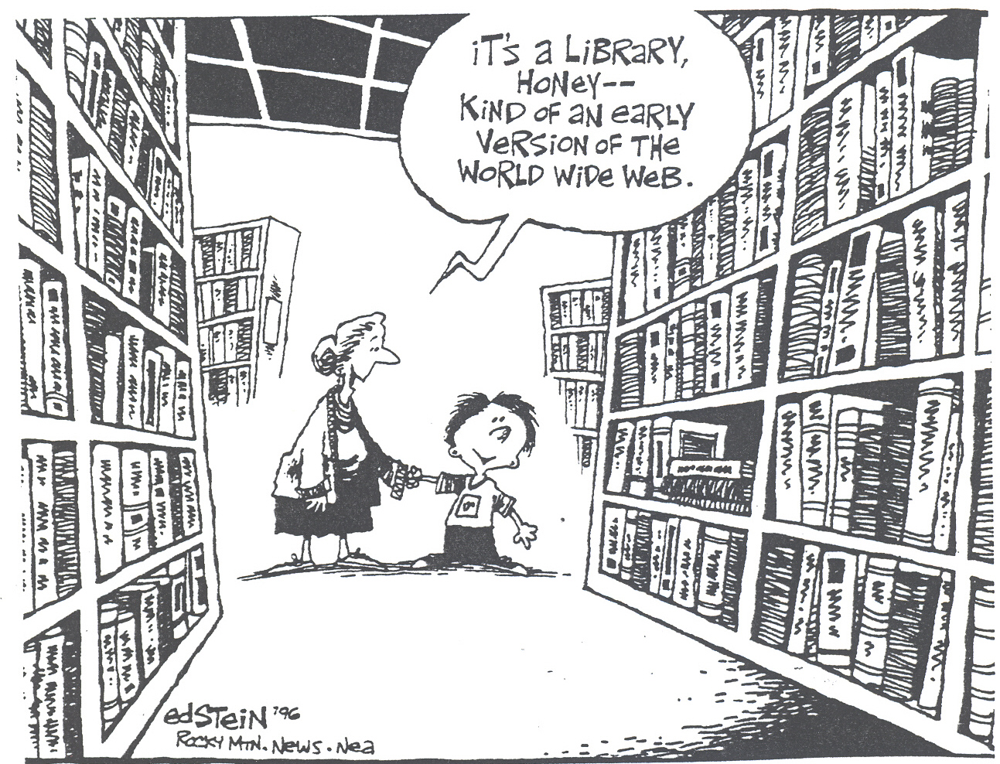 iT's a LiBRaRY,
HoNey--
KiND OF aN eaRLY
VeRSioN OF THe
WORLD WiDe WeB.
edSTeiN '96
ROCKY MTN. NeWS • Nea